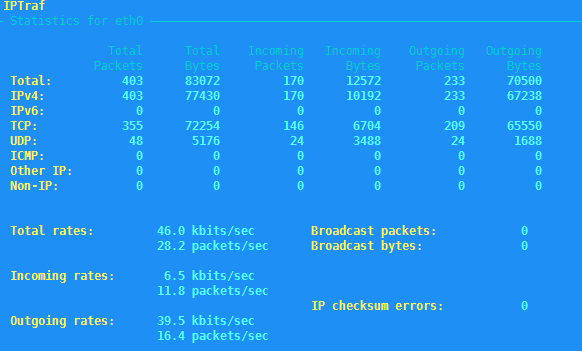 IPTraf
Statistics for eth0
Total Total Incoming Incoming Outgoing Outgoing
Packets Bytes Packets Bytes Packets Bytes
Total: 403 83072 170 12572 233 70500
IPv4: 403 77430 170 10192 233 67238
IPv6: 0 0 0 0 0 0
TCP: 355 72254 146 6704 209 65550
UDP: 48 5176 24 3488 24 1688
ICMP: 0 0 0 0 0 0
Other IP: 0 0 0 0 0 0
Non-IP: 0 0 0 0 0 0
Total rates: 46.0 kbits/sec Broadcast packets: 0
28.2 packets/sec Broadcast bytes: 0
Incoming rates: 6.5 kbits/sec
11.8 packets/sec
IP checksum errors: 0
Outgoing rates: 39.5 kbits/sec
16.4 packets/sec